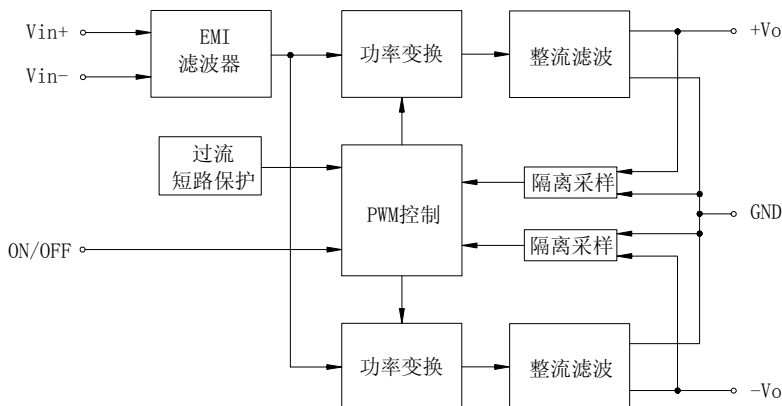 Vin+
EMI
滤波器
功率变换
整流滤波
+Vo
Vin-
过流
短路保护
隔离采样
PWM控制
GND
隔离采样
ON/OFF
功率变换
整流滤波
-Vo